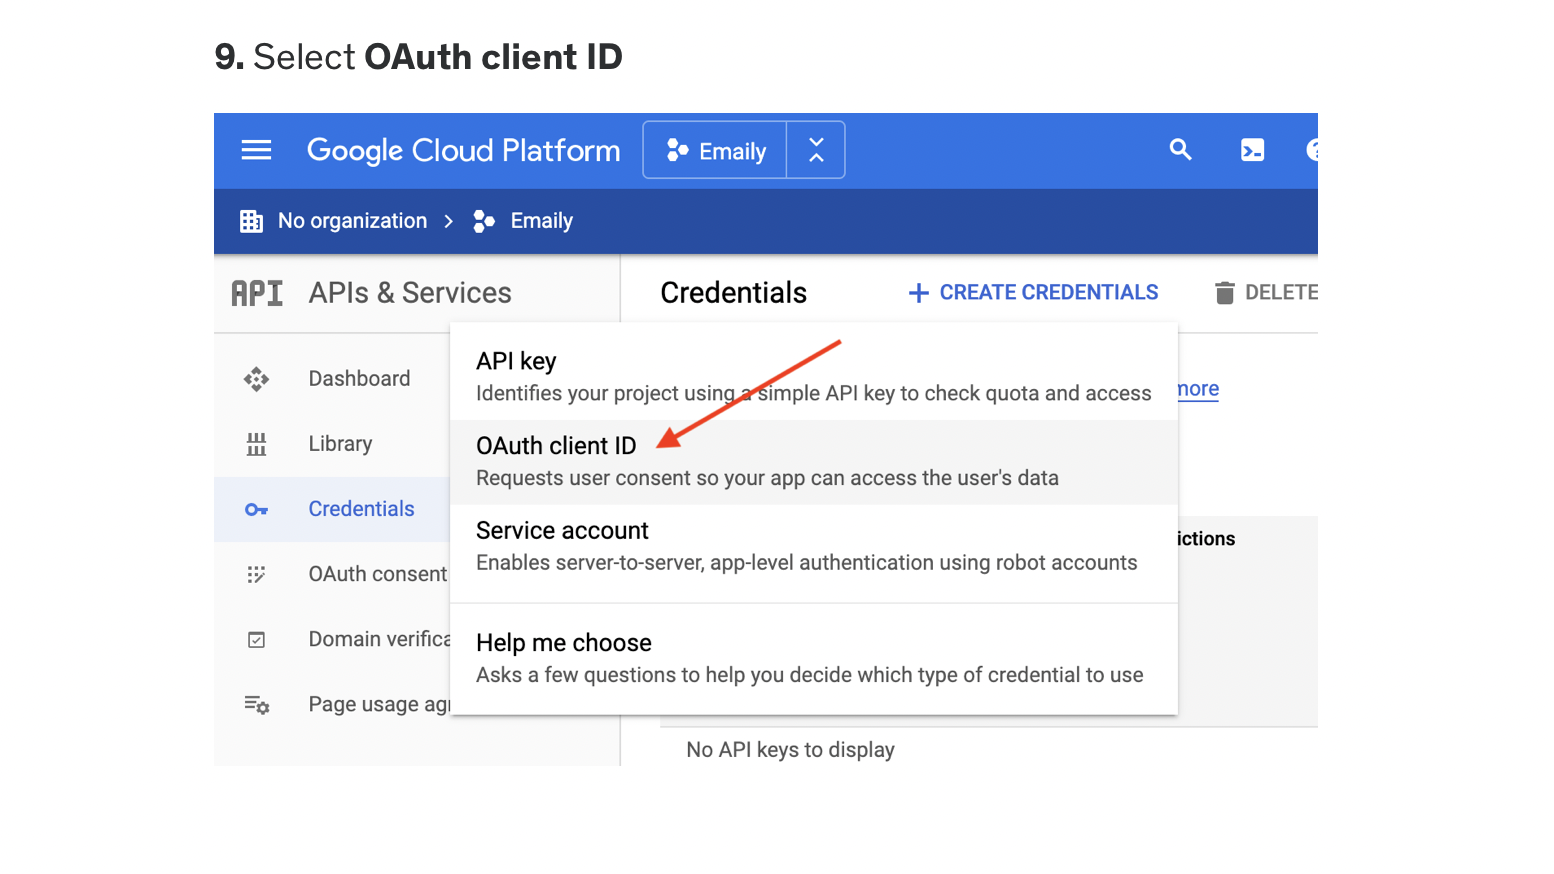 9. Select OAuth client ID
Google Cloud Platform
Emaily
No organization
Emaily
API
APIs & Services
Credentials
CREATE CREDENTIALS
DELETE
Dashboard
Library
Credentials
OAuth consent
Domain verifica
Page usage
API key
Identifies your project using a simple API key to check quota and access
OAuth client ID
Requests user consent so your app can access the user's data
Service account
Enables server-to-server, app-level authentication using robot accounts
Help me choose
Asks a few questions to help you decide which type of credential to use
more
ictions
No API keys to display